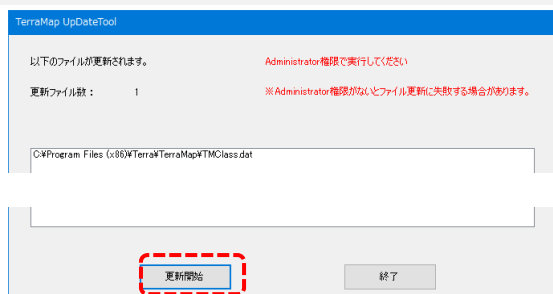 TerraMap UpDateTool
以下のファイルが更新されます。
Administrator権限で実行してください
更新ファイル数： 1
※Administrator権限がないとファイル更新に失敗する場合があります。
C:¥Program Files (x86)¥Terra¥TerraMap¥TMClass.dat
更新開始
終了